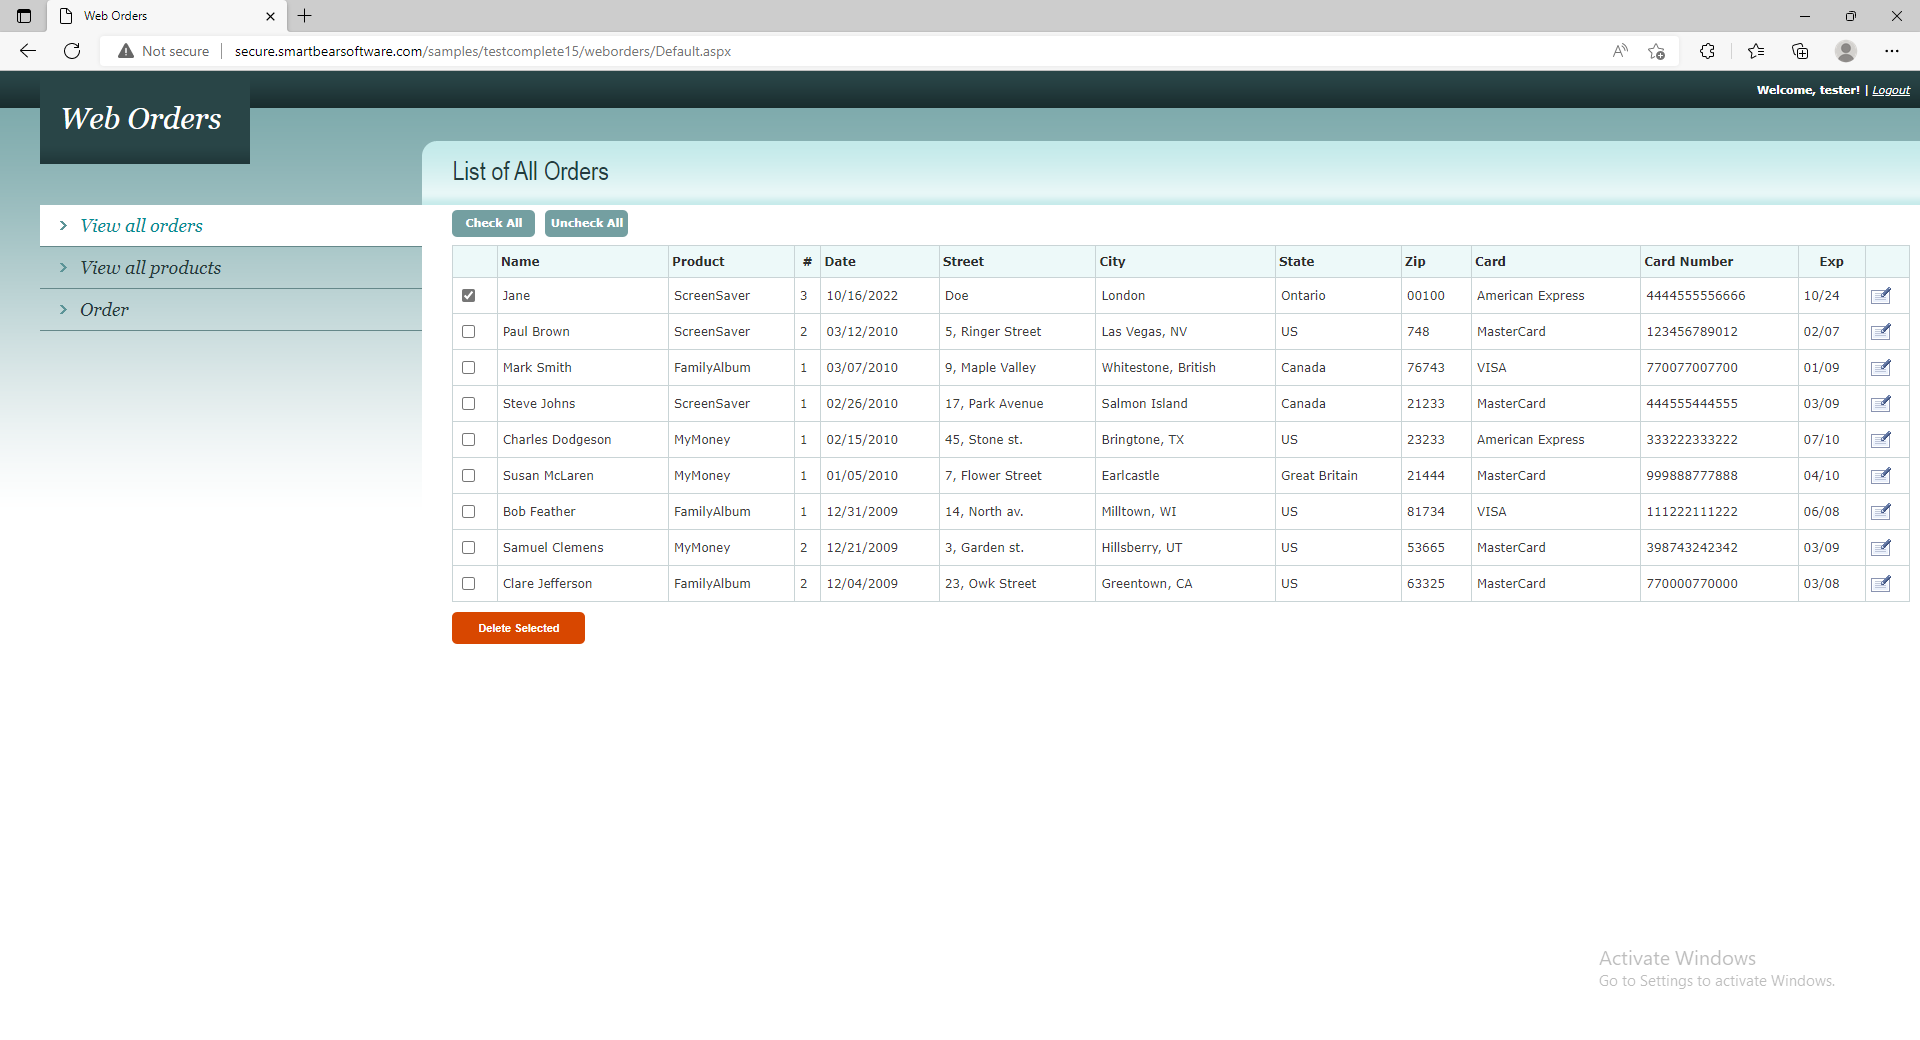 Web Orders
Not secure
secure.smartbearsoftware.com/samples/testcomplete15/weborders/Default.aspx
Welcome, tester! | Logout
Web Orders
List of All Orders
View all orders
View all products
Order
Check All Uncheck All
Name Product # Date Street City State Zip Card Card Number Exp
Jane ScreenSaver 3 10/16/2022 Doe London Ontario 00100 American Express 4444555556666 10/24
Paul Brown ScreenSaver 2 03/12/2010 5, Ringer Street Las Vegas, NV US 748 MasterCard 123456789012 02/07
Mark Smith FamilyAlbum 1 03/07/2010 9, Maple Valley Whitestone, British Canada 76743 VISA 770077007700 01/09
Steve Johns ScreenSaver 1 02/26/2010 17, Park Avenue Salmon Island Canada 21233 MasterCard 444555444555 03/09
Charles Dodgeson MyMoney 1 02/15/2010 45, Stone st. Bringtone, TX US 23233 American Express 333222333222 07/10
Susan McLaren MyMoney 1 01/05/2010 7, Flower Street Earlcastle Great Britain 21444 MasterCard 999888777888 04/10
Bob Feather FamilyAlbum 1 12/31/2009 14, North av. Milltown, WI US 81734 VISA 111222111222 06/08
Samuel Clemens MyMoney 2 12/21/2009 3, Garden st. Hillsberry, UT US 53665 MasterCard 398743242342 03/09
Clare Jefferson FamilyAlbum 2 12/04/2009 23, Owk Street Greentown, CA US 63325 MasterCard 770000770000 03/08
Delete Selected
Activate Windows
Go to Settings to activate Windows.